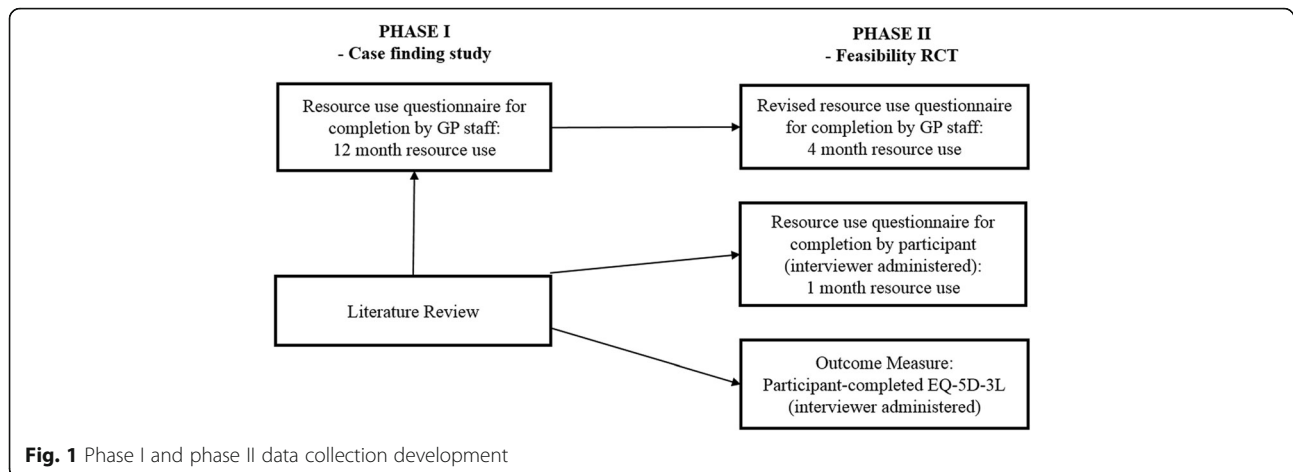 PHASE I
- Case finding study
Resource use questionnaire for
completion by GP staff:
12 month resource use
Literature Review
PHASE II
- Feasibility RCT
Revised resource use questionnaire
for completion by GP staff:
4 month resource use
Resource use questionnaire for
completion by participant
(interviewer administered):
1 month resource use
Outcome Measure:
Participant-completed EQ-5D-3L
(interviewer administered)
Fig. 1 Phase I and phase II data collection development